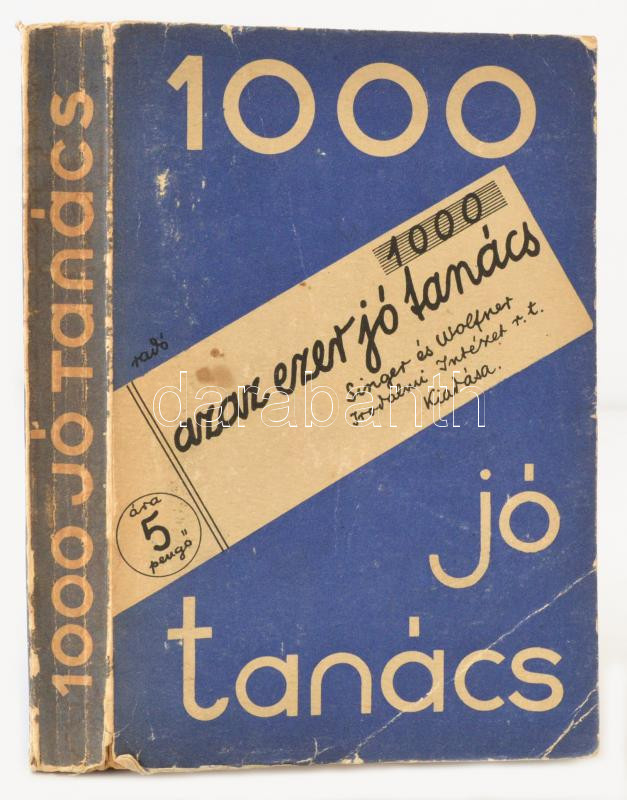 1000 JÓ TANÁCS
1000
1000
azaz ezer jó tanács
Singer és Wolfner
Irodalmi Intézet r. t.
Kiadása.
radó
ára
5
pengő
jó
tanács
darabanth